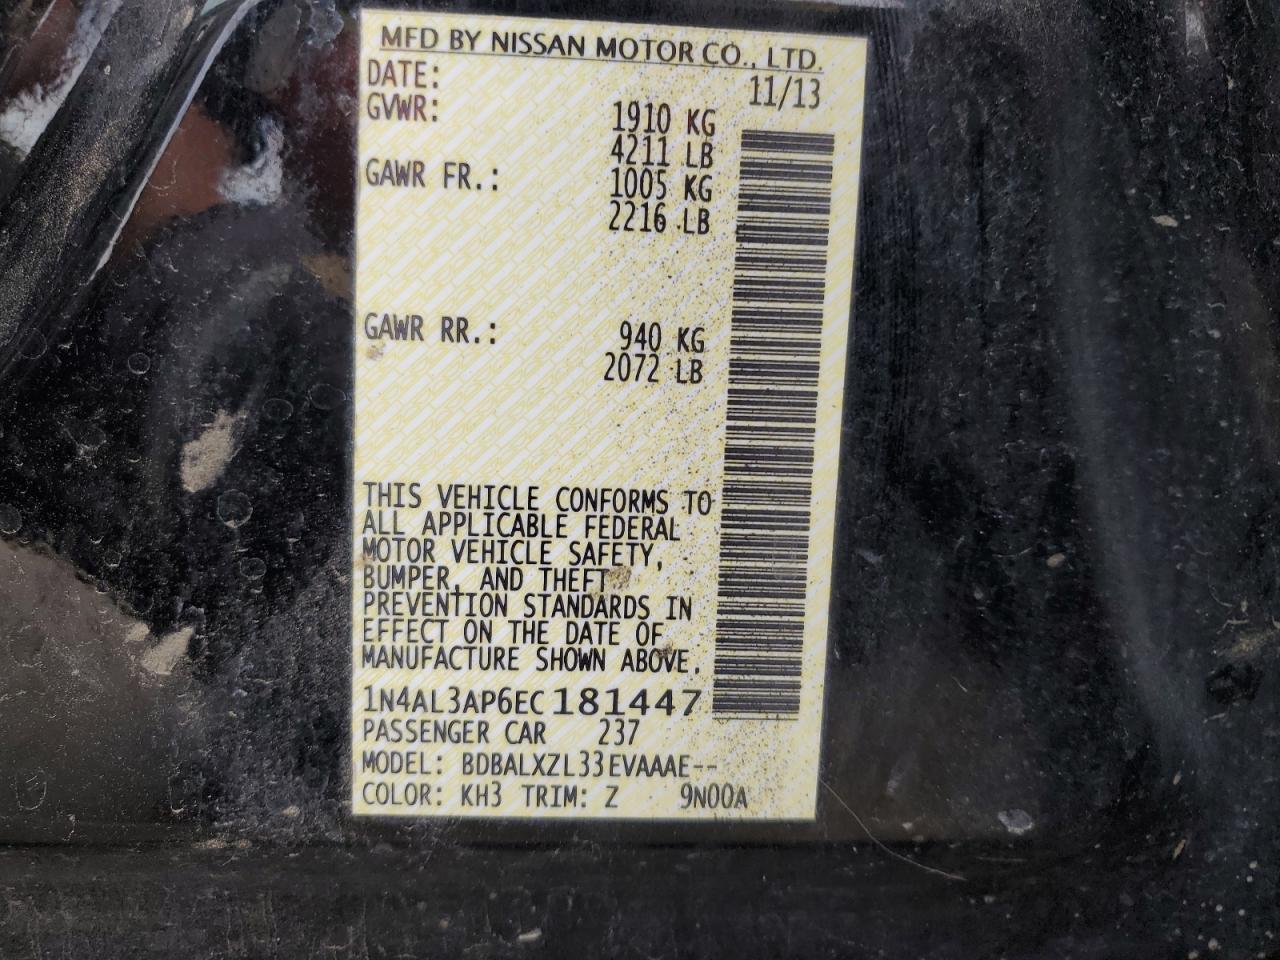 MFD BY NISSAN MOTOR CO., LTD.
DATE: 11/13
GVWR: 1910 KG
4211 LB
GAWR FR.: 1005 KG
2216 LB
GAWR RR.: 940 KG
2072 LB
THIS VEHICLE CONFORMS TO
ALL APPLICABLE FEDERAL
MOTOR VEHICLE SAFETY,
BUMPER, AND THEFT
PREVENTION STANDARDS IN
EFFECT ON THE DATE OF
MANUFACTURE SHOWN ABOVE.
1N4AL3AP6EC181447
PASSENGER CAR 237
MODEL: BDBALXZL33EVAAAE--
COLOR: KH3 TRIM: Z 9N00A